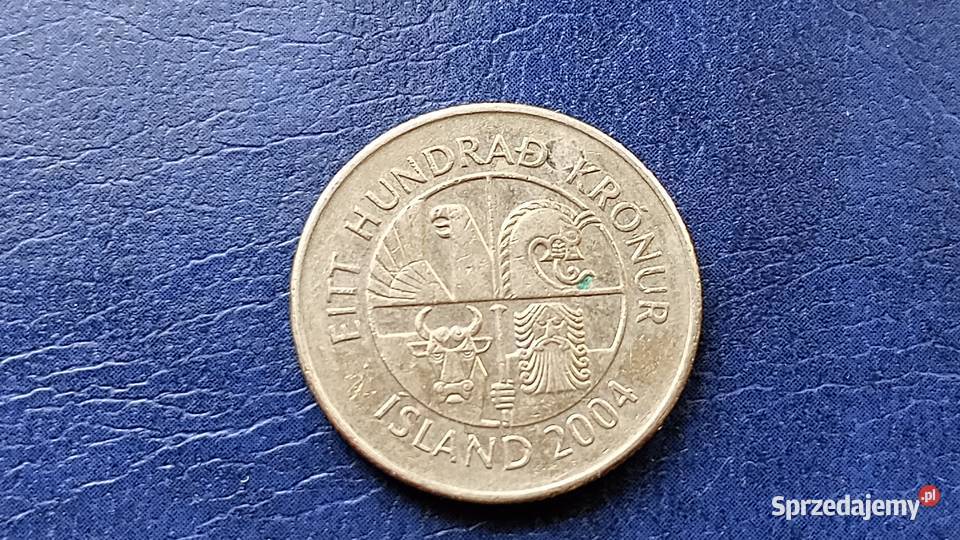 EITT HUNDRAÐ KRÓNUR
ÍSLAND 2004
Sprzedajemy.pl